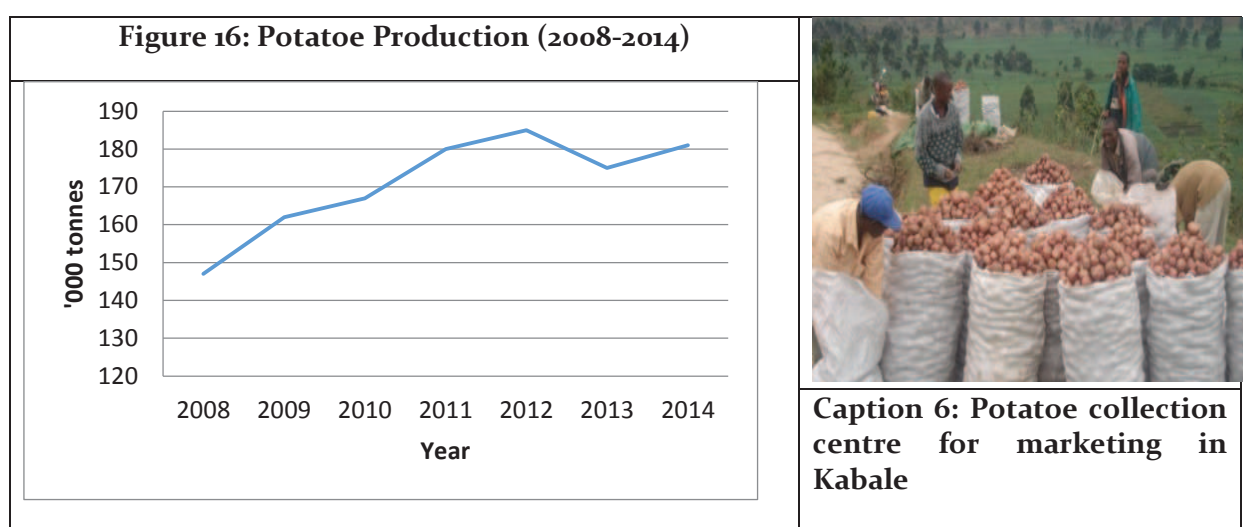 Figure 16: Potatoe Production (2008-2014)
190
180
170
160
150
140
130
120
'000 tonnes
2008 2009 2010 2011 2012 2013 2014
Year
Caption 6: Potatoe collection
centre for marketing in
Kabale